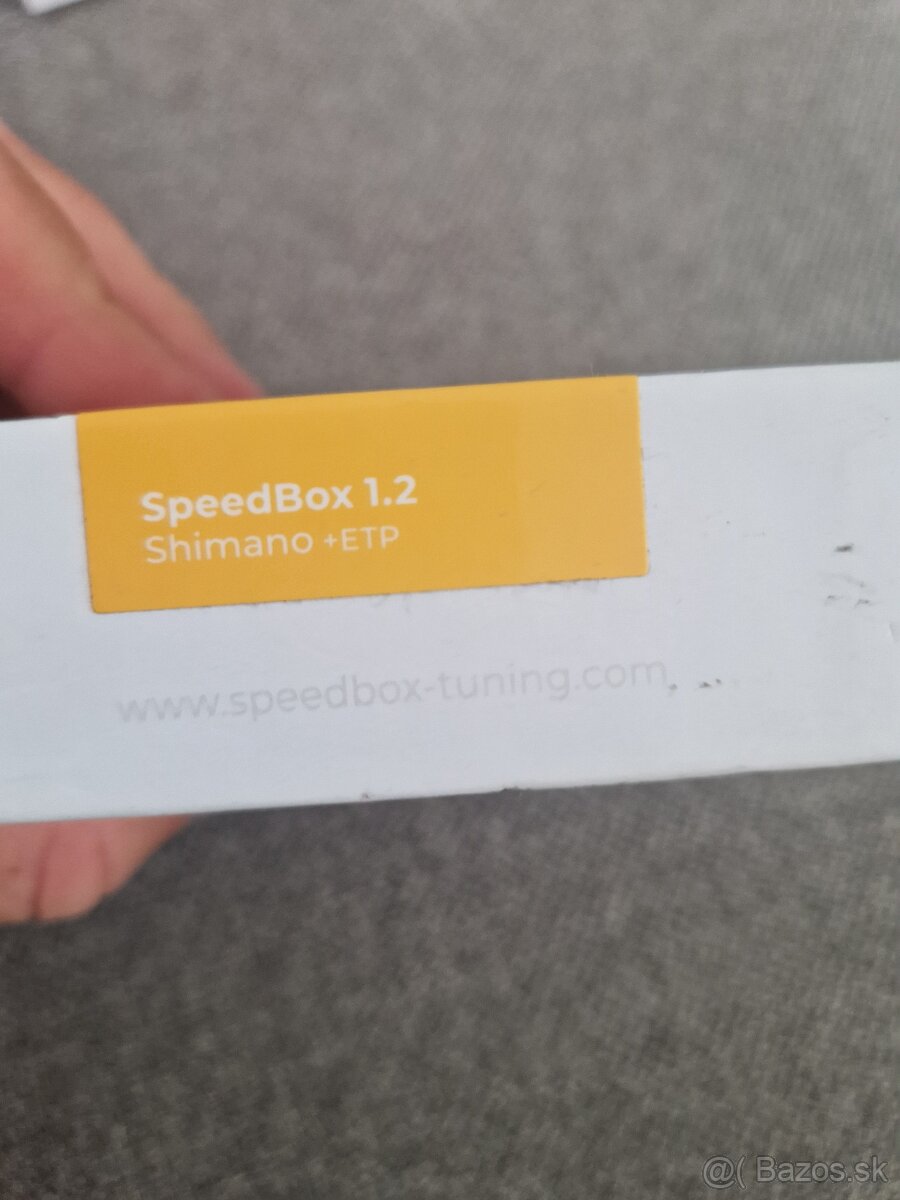 SpeedBox 1.2
Shimano +ETP
www.speedbox-tuning.com
@( Bazos.sk